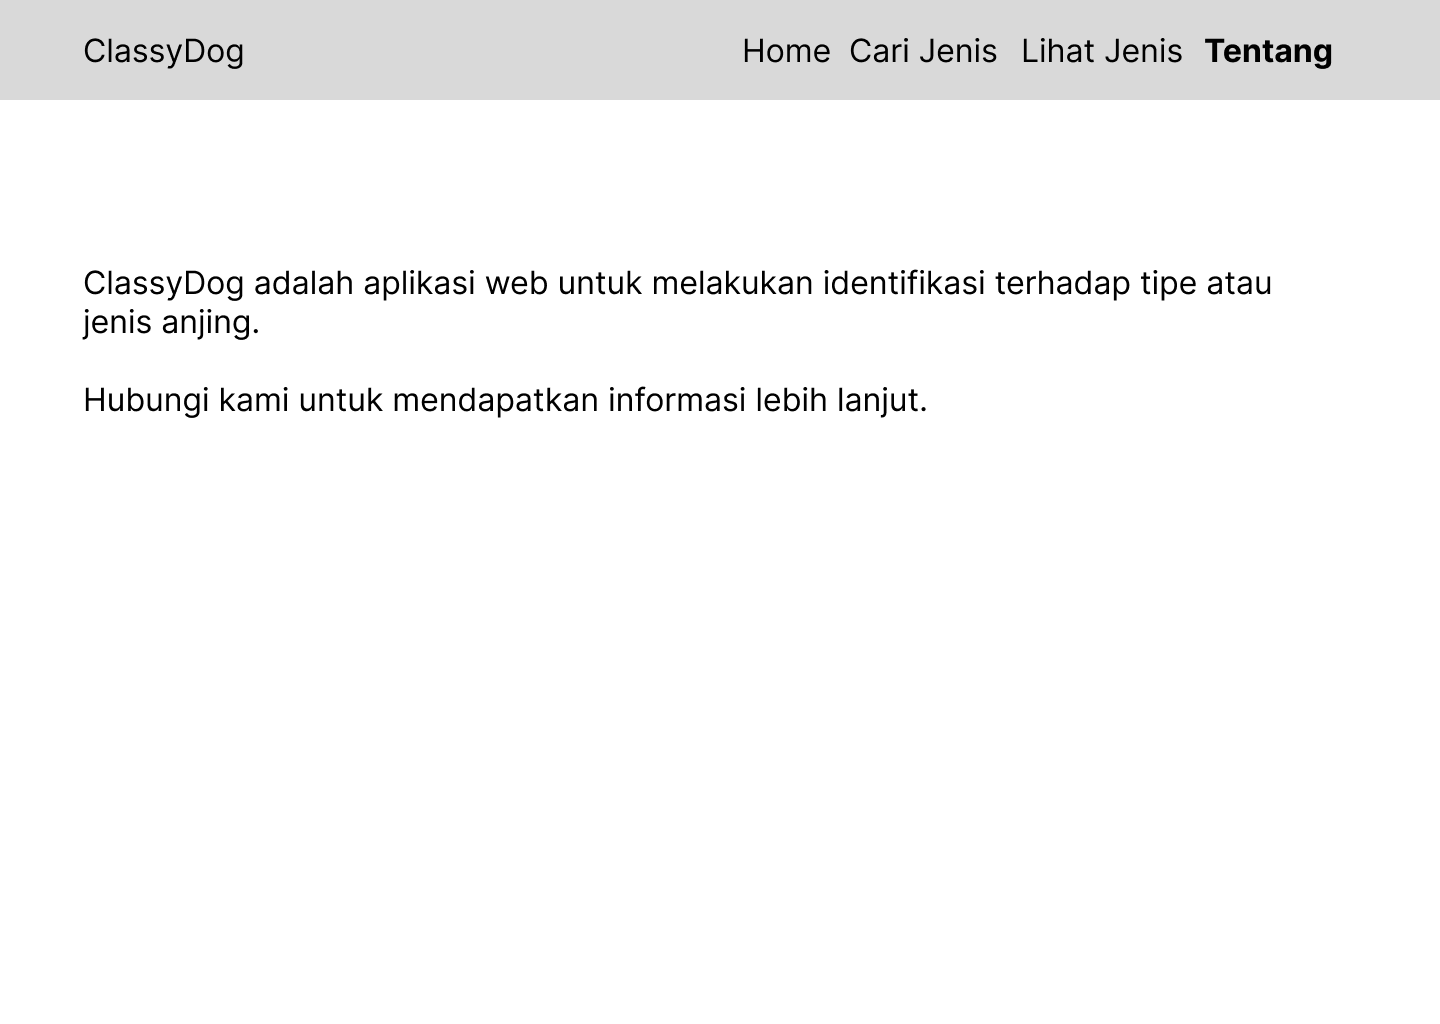 ClassyDog
Home Cari Jenis Lihat Jenis Tentang
ClassyDog adalah aplikasi web untuk melakukan identifikasi terhadap tipe atau
jenis anjing.
Hubungi kami untuk mendapatkan informasi lebih lanjut.